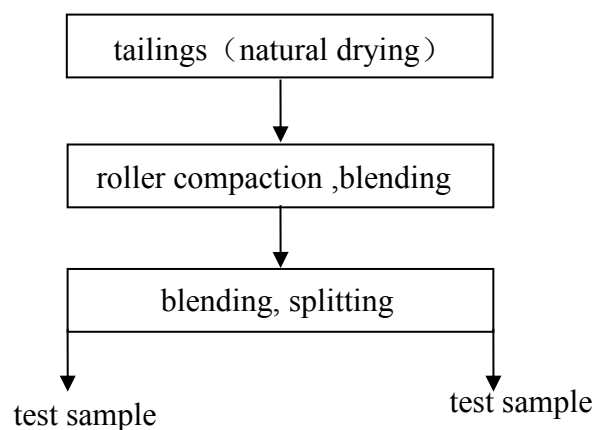 tailings（natural drying）
roller compaction ,blending
blending, splitting
test sample
test sample